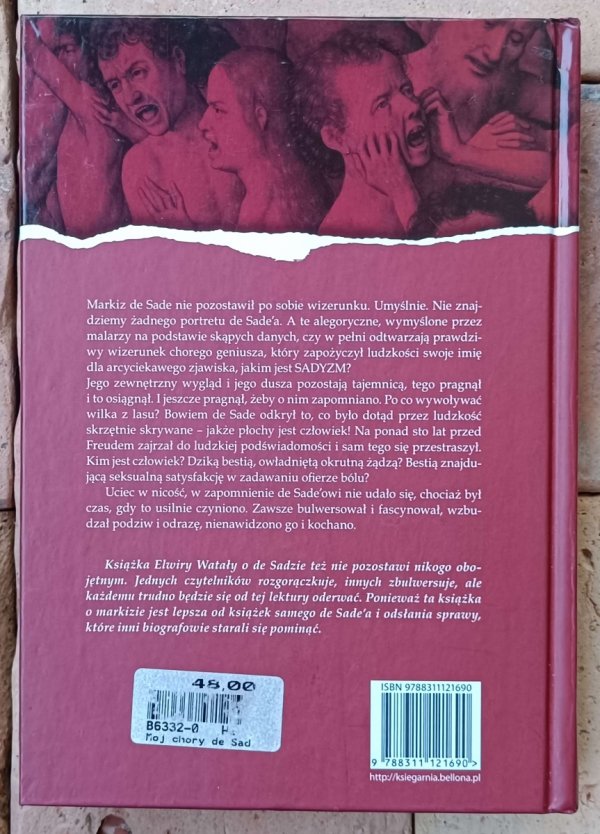 Markiz de Sade nie pozostawił po sobie wizerunku. Umyślnie. Nie znaj-
dziemy żadnego portretu de Sade’a. A te alegoryczne, wymyślone przez
malarzy na podstawie skąpych danych, czy w pełni odtwarzają prawdzi-
wy wizerunek chorego geniusza, który zapożyczył ludzkości swoje imię
dla arcyciekawego zjawiska, jakim jest SADYZM?
Jego zewnętrzny wygląd i jego dusza pozostają tajemnicą, tego pragnął
i to osiągnął. I jeszcze pragnął, żeby o nim zapomniano. Po co wywoływać
wilka z lasu? Bowiem de Sade odkrył to, co było dotąd przez ludzkość
skrzętnie skrywane – jakże płochy jest człowiek! Na ponad sto lat przed
Freudem zajrzał do ludzkiej podświadomości i sam tego się przestraszył.
Kim jest człowiek? Dziką bestią, owładniętą okrutną żądzą? Bestią znajdu-
jącą seksualną satysfakcję w zadawaniu ofierze bólu?
Uciec w nicość, w zapomnienie de Sade’owi nie udało się, chociaż był
czas, gdy to usilnie czyniono. Zawsze bulwersował i fascynował, wzbu-
dzał podziw i odrazę, nienawidzono go i kochano.
Książka Elwiry Watały o de Sadzie też nie pozostawi nikogo obo-
jętnym. Jednych czytelników rozgorączkuje, innych zbulwersuje, ale
każdemu trudno będzie się od tej lektury oderwać. Ponieważ ta książka
o markizie jest lepsza od książek samego de Sade’a i odsłania sprawy,
które inni biografowie starali się pominąć.
48,00
B6332-0 H.
Moj chory de Sad
ISBN 9788311121690
9 788311 121690 >
http://ksiegarnia.bellona.pl